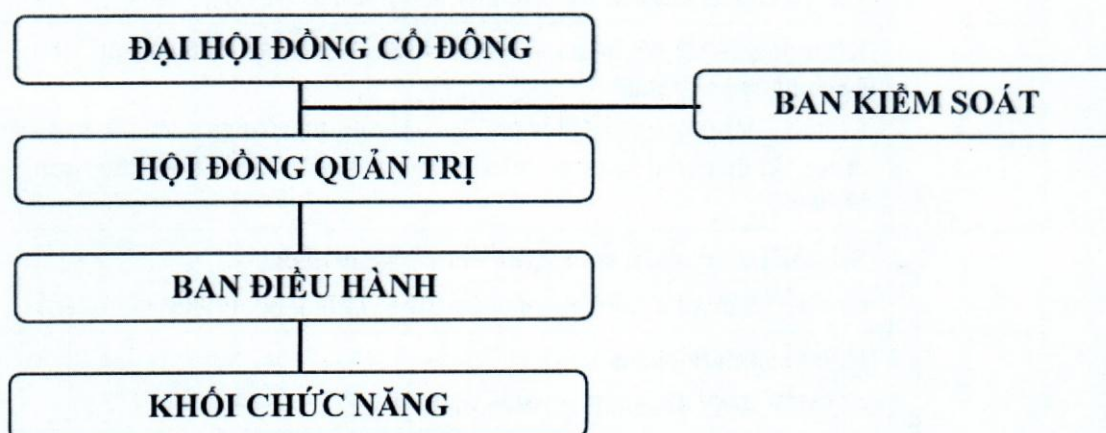 ĐẠI HỘI ĐỒNG CỔ ĐÔNG
BAN KIỂM SOÁT
HỘI ĐỒNG QUẢN TRỊ
BAN ĐIỀU HÀNH
KHỐI CHỨC NĂNG